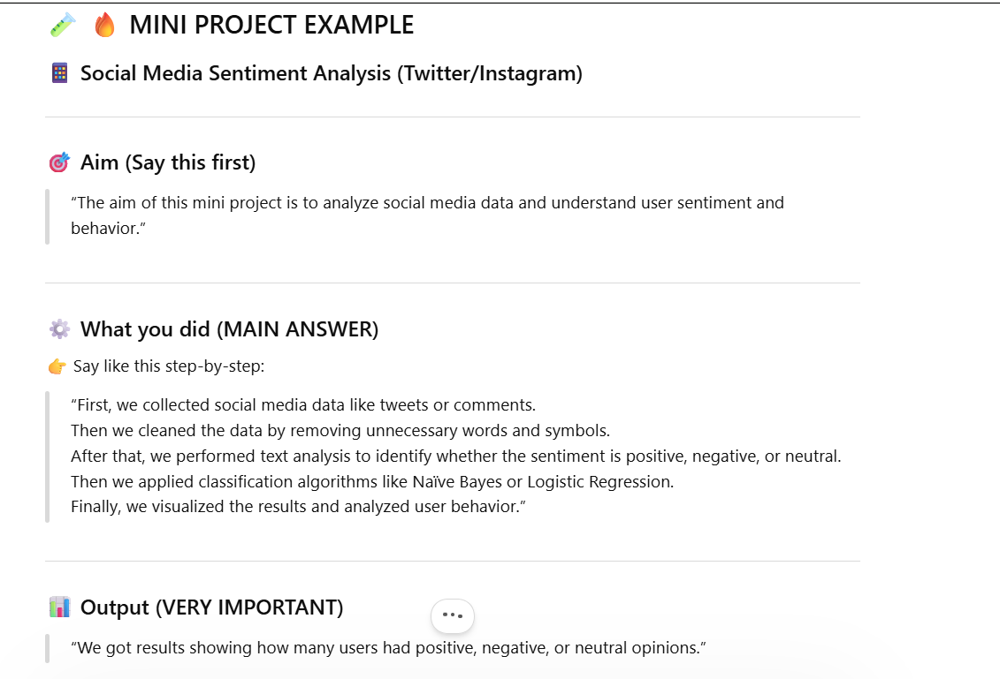 🧪 🔥 MINI PROJECT EXAMPLE
📱 Social Media Sentiment Analysis (Twitter/Instagram)
🎯 Aim (Say this first)
“The aim of this mini project is to analyze social media data and understand user sentiment and
behavior.”
⚙️ What you did (MAIN ANSWER)
👉 Say like this step-by-step:
“First, we collected social media data like tweets or comments.
Then we cleaned the data by removing unnecessary words and symbols.
After that, we performed text analysis to identify whether the sentiment is positive, negative, or neutral.
Then we applied classification algorithms like Naïve Bayes or Logistic Regression.
Finally, we visualized the results and analyzed user behavior.”
📊 Output (VERY IMPORTANT)
“We got results showing how many users had positive, negative, or neutral opinions.”